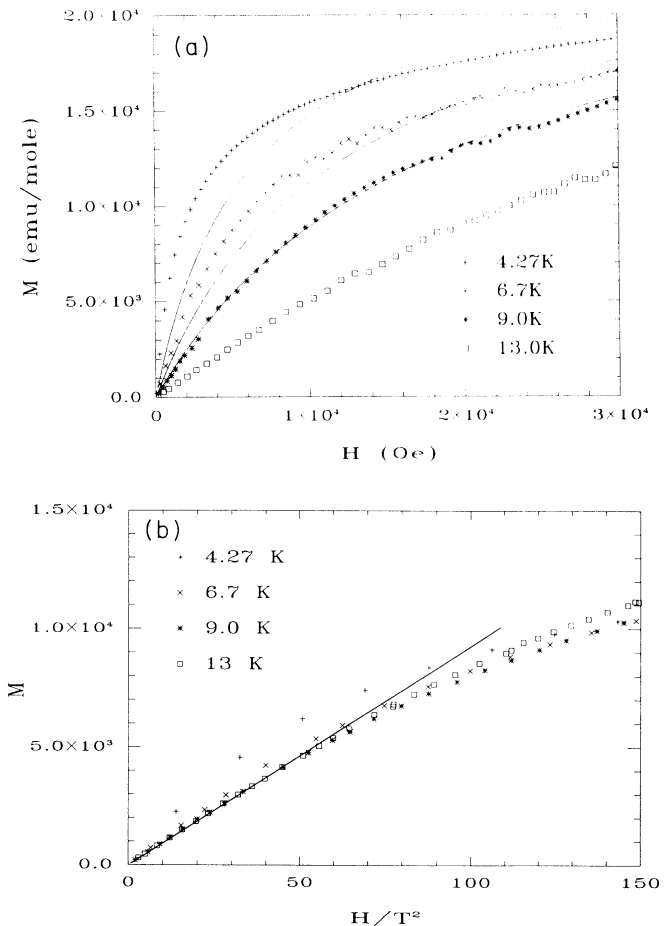 (a)
2.0×10⁴
1.5×10⁴
1.0×10⁴
5.0×10³
0.0
M (emu/mole)
4.27K
6.7K
9.0K
13.0K
0
1×10⁴
2×10⁴
3×10⁴
H (Oe)
(b)
1.5×10⁴
1.0×10⁴
5.0×10³
0.0
M
4.27 K
6.7 K
9.0 K
13 K
0
50
100
150
H/T²